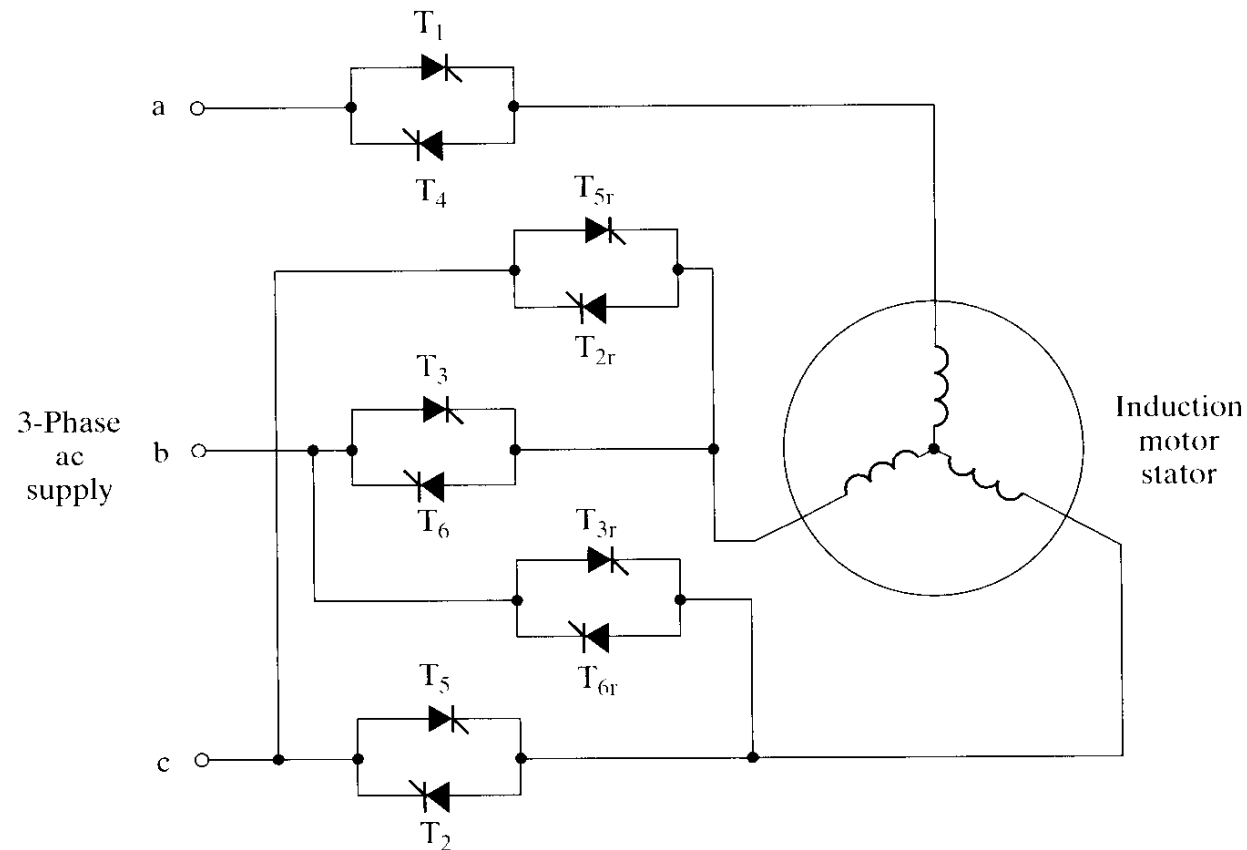 T1
a
T4
T5r
T2r
T3
3-Phase
ac
supply
b
T6
Induction
motor
stator
T3r
T6r
T5
c
T2